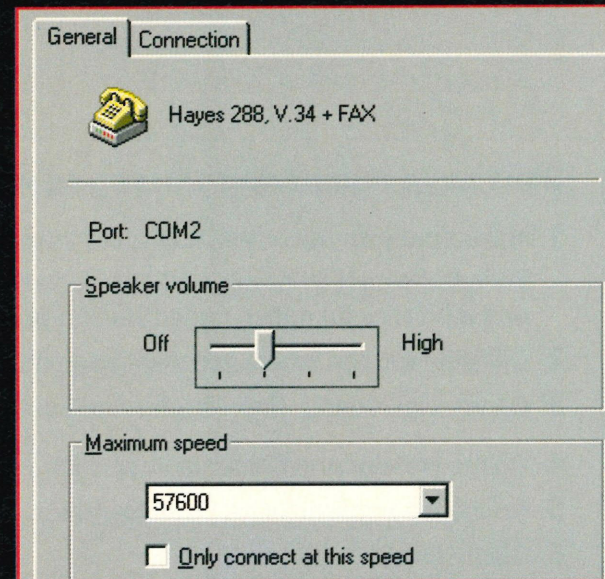 General Connection
Hayes 288, V.34 + FAX
Port: COM2
Speaker volume
Off High
Maximum speed
57600
Only connect at this speed